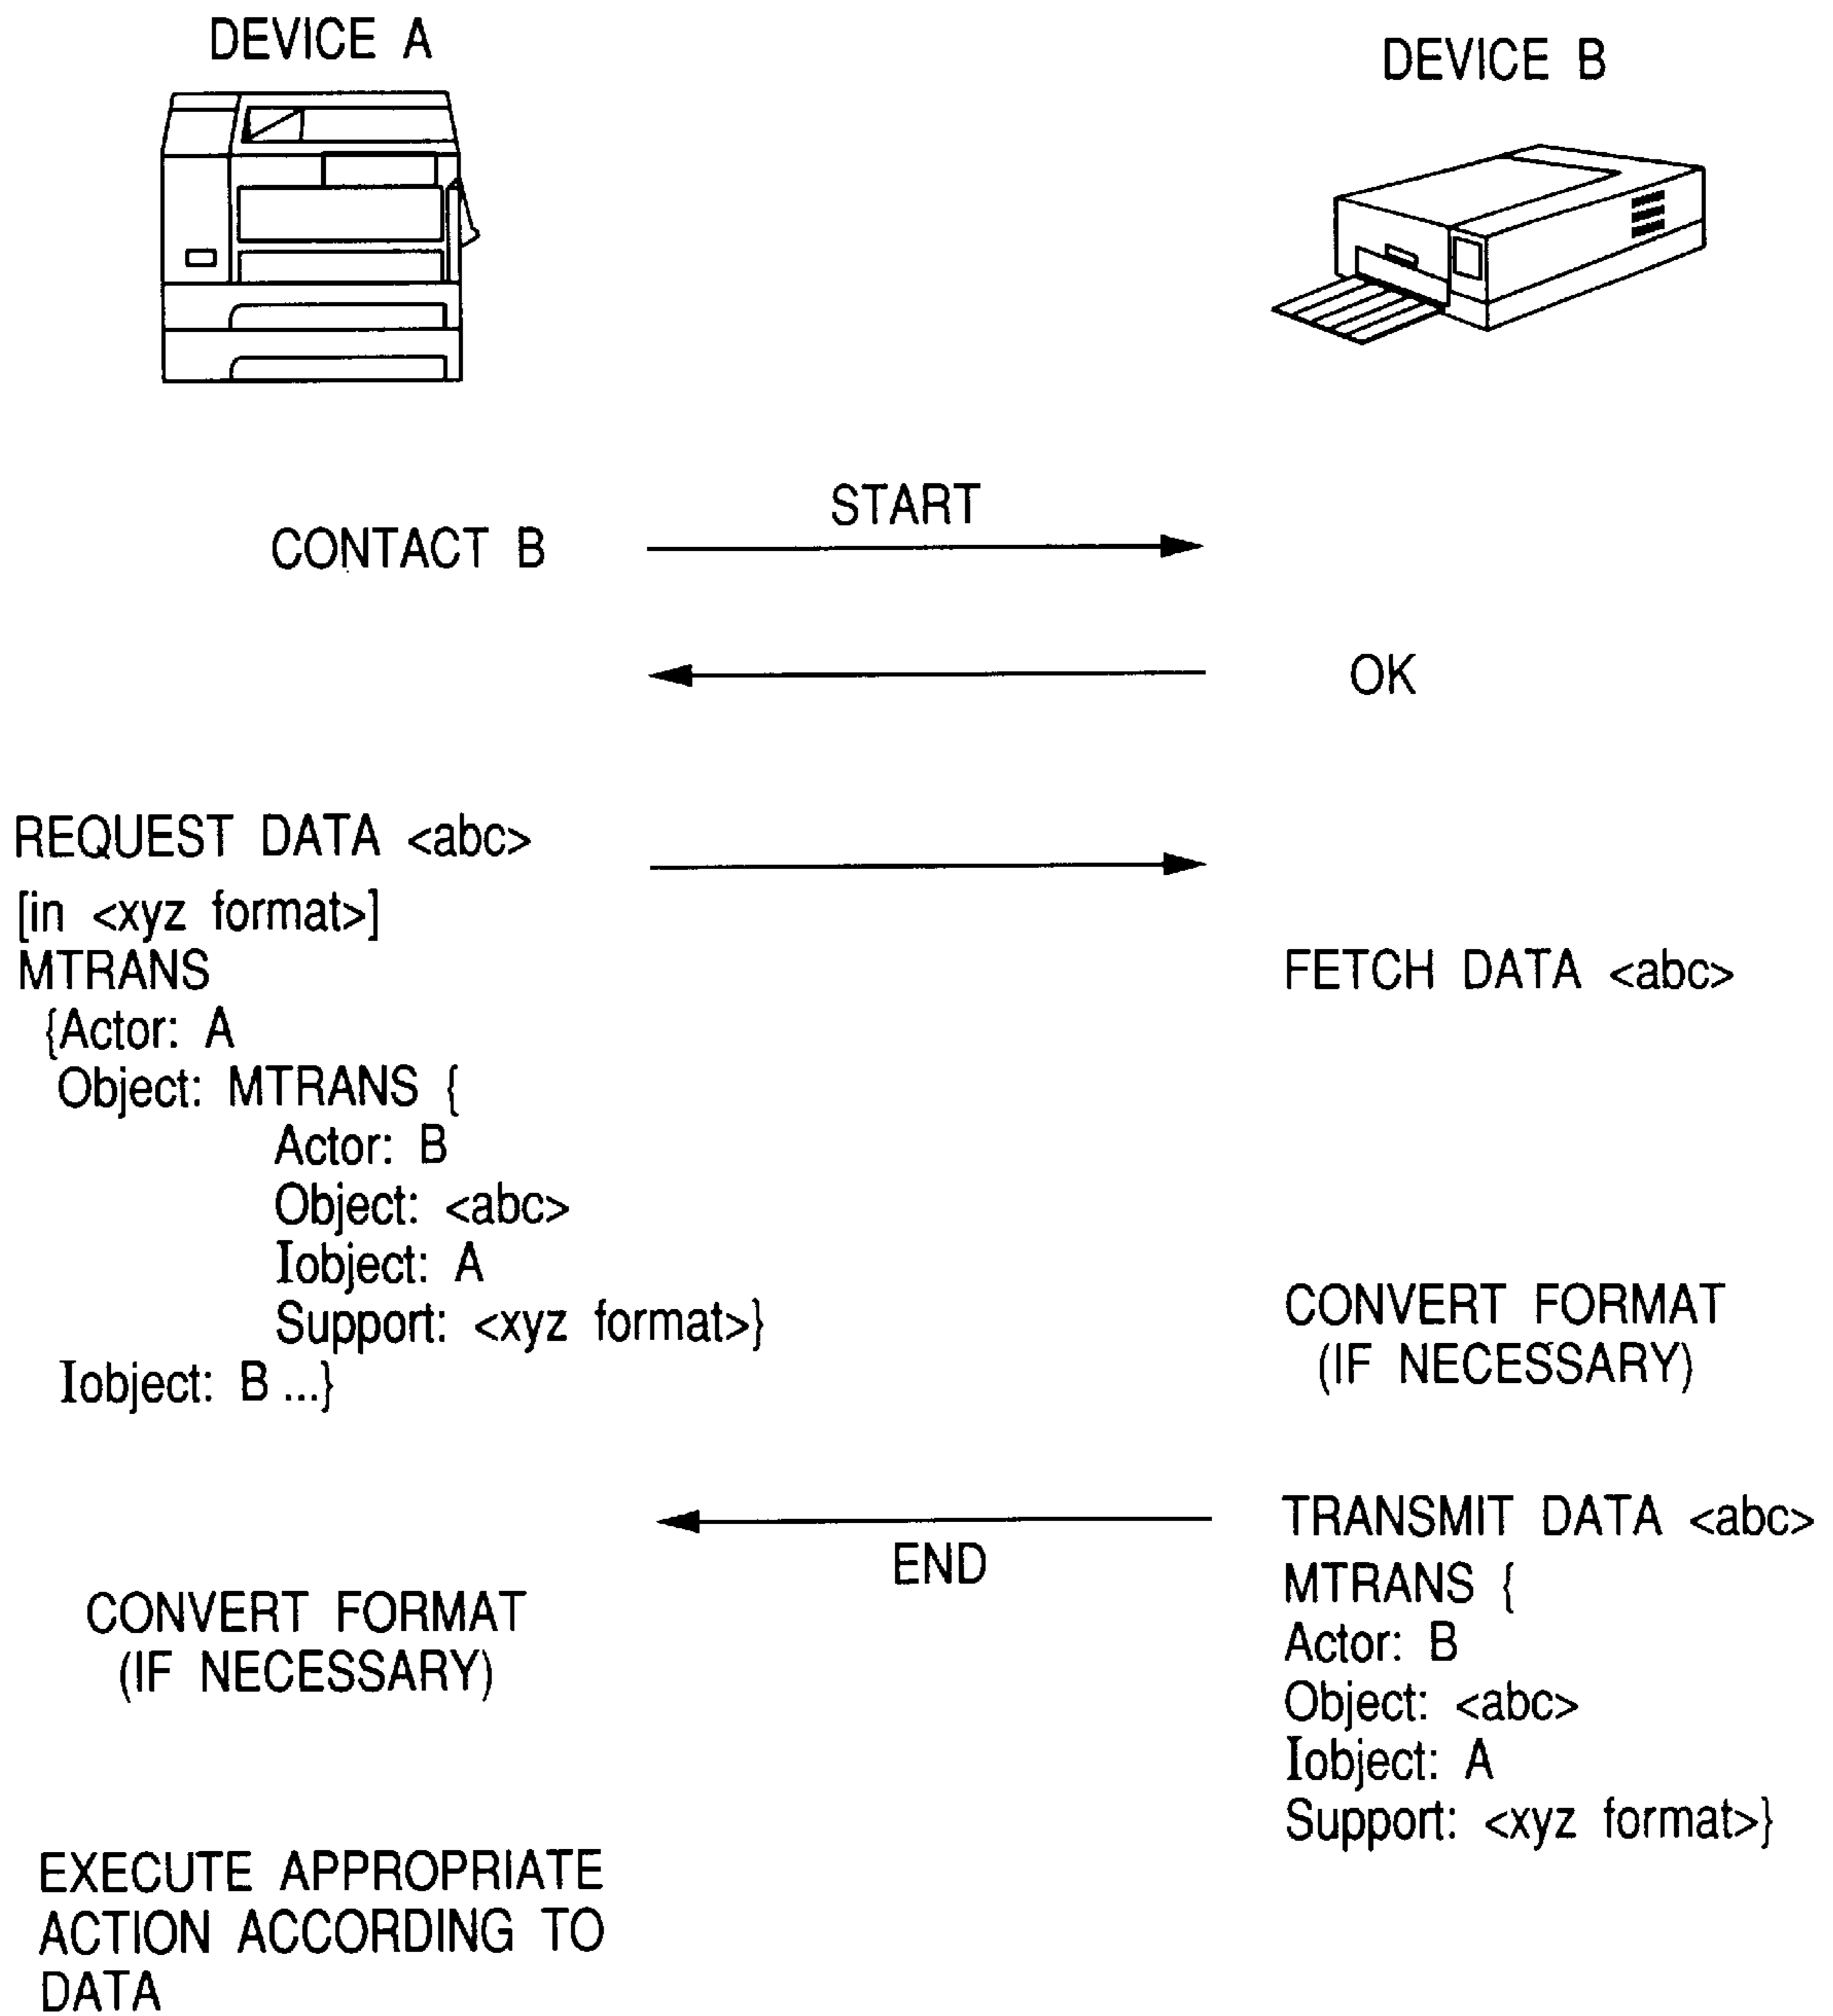 DEVICE A
DEVICE B
START
CONTACT B
OK
REQUEST DATA <abc>
[in <xyz format>]
MTRANS
{Actor: A
Object: MTRANS {
Actor: B
Object: <abc>
Iobject: A
Support: <xyz format>}
Iobject: B ...}
FETCH DATA <abc>
CONVERT FORMAT
(IF NECESSARY)
END
TRANSMIT DATA <abc>
MTRANS {
Actor: B
Object: <abc>
Iobject: A
Support: <xyz format>}
CONVERT FORMAT
(IF NECESSARY)
EXECUTE APPROPRIATE
ACTION ACCORDING TO
DATA